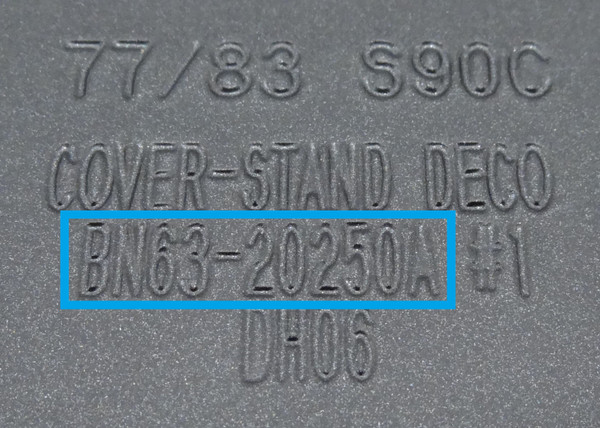 77/83 S90C
COVER-STAND DECO
BN63-20250A #1
DH06